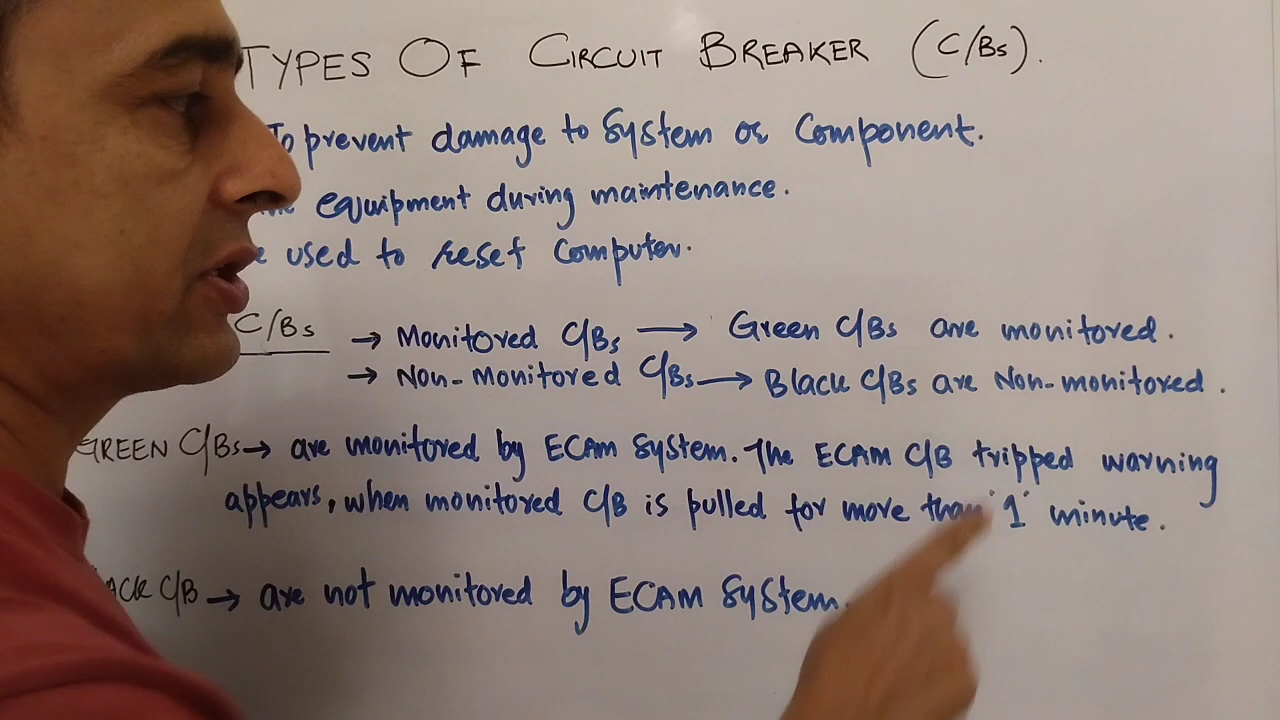 TYPES OF CIRCUIT BREAKER (C/Bs).
To prevent damage to System or Component.
equipment during maintenance.
used to reset Computer.
C/Bs → Monitored C/Bs → Green C/Bs are monitored.
→ Non-Monitored C/Bs → Black C/Bs are Non-monitored.
GREEN C/Bs → are monitored by ECAM System. The ECAM C/B tripped warning
appears, when monitored C/B is pulled for more than '1' minute.
C/B → are not monitored by ECAM System.